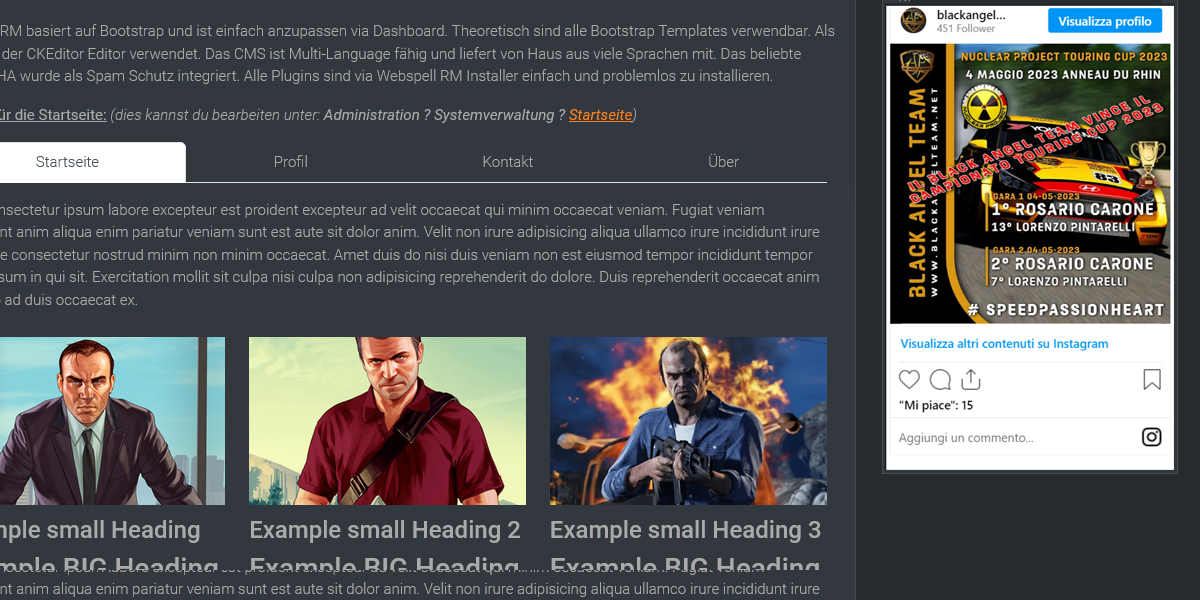 RM basiert auf Bootstrap und ist einfach anzupassen via Dashboard. Theoretisch sind alle Bootstrap Templates verwendbar. Als
der CKEditor Editor verwendet. Das CMS ist Multi-Language fähig und liefert von Haus aus viele Sprachen mit. Das beliebte
HA wurde als Spam Schutz integriert. Alle Plugins sind via Webspell RM Installer einfach und problemlos zu installieren.
für die Startseite: (dies kannst du bearbeiten unter: Administration ? Systemverwaltung ? Startseite)
Startseite Profil Kontakt Über
nsectetur ipsum labore excepteur est proident excepteur ad velit occaecat qui minim occaecat veniam. Fugiat veniam
nt anim aliqua enim pariatur veniam sunt est aute sit dolor anim. Velit non irure adipisicing aliqua ullamco irure incididunt irure
e consectetur nostrud minim non minim occaecat. Amet duis do nisi duis veniam non est eiusmod tempor incididunt tempor
sum in qui sit. Exercitation mollit sit culpa nisi culpa non adipisicing reprehenderit do dolore. Duis reprehenderit occaecat anim
ad duis occaecat ex.
mple small Heading
Example small Heading 2
Example small Heading 3
mple BIG Heading
Example BIG Heading
Example BIG Heading
nt anim aliqua enim pariatur veniam sunt est aute sit dolor anim. Velit non irure adipisicing aliqua ullamco irure incididunt irure
blackangel...
451 Follower
Visualizza profilo
NUCLEAR PROJECT TOURING CUP 2023
4 MAGGIO 2023 ANNEAU DU RHIN
BLACK ANGEL TEAM
WWW.BLACKANGELTEAM.NET
IL BLACK ANGEL TEAM VINCE IL
CAMPIONATO TOURING CUP 2023
83
GARA 1 04-05-2023
1° ROSARIO CARONE
13° LORENZO PINTARELLI
GARA 2 04-05-2023
2° ROSARIO CARONE
7° LORENZO PINTARELLI
# SPEEDPASSIONHEART
Visualizza altri contenuti su Instagram
"Mi piace": 15
Aggiungi un commento...